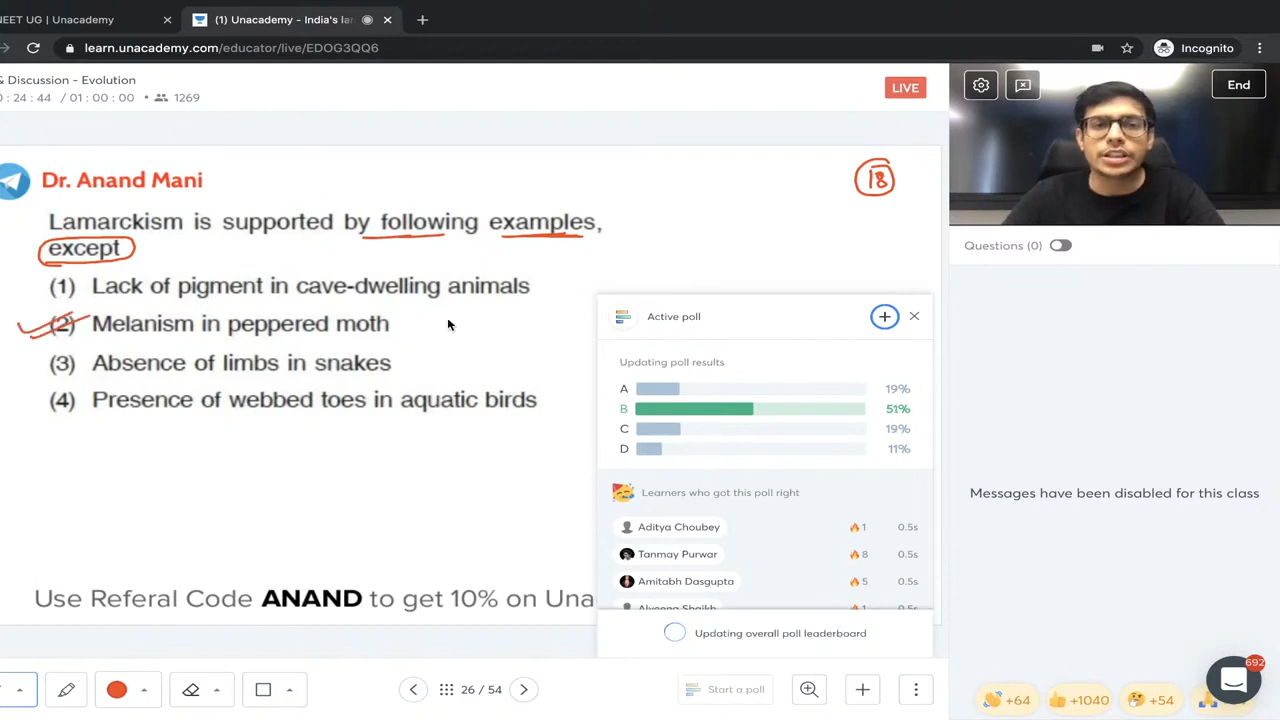 NEET UG | Unacademy
(1) Unacademy - India's lar
learn.unacademy.com/educator/live/EDOG3QQ6
Incognito
& Discussion - Evolution
: 24 : 44 / 01 : 00 : 00 • 1269
LIVE
End
Dr. Anand Mani
18
Lamarckism is supported by following examples,
except
(1) Lack of pigment in cave-dwelling animals
(2) Melanism in peppered moth
(3) Absence of limbs in snakes
(4) Presence of webbed toes in aquatic birds
Use Referal Code ANAND to get 10% on Una
Active poll
Updating poll results
A 19%
B 51%
C 19%
D 11%
Learners who got this poll right
Aditya Choubey 1 0.5s
Tanmay Purwar 8 0.5s
Amitabh Dasgupta 5 0.5s
Alveena Shaikh 1 0.5s
Updating overall poll leaderboard
Questions (0)
Messages have been disabled for this class
26 / 54
Start a poll
692
+64
+1040
+54